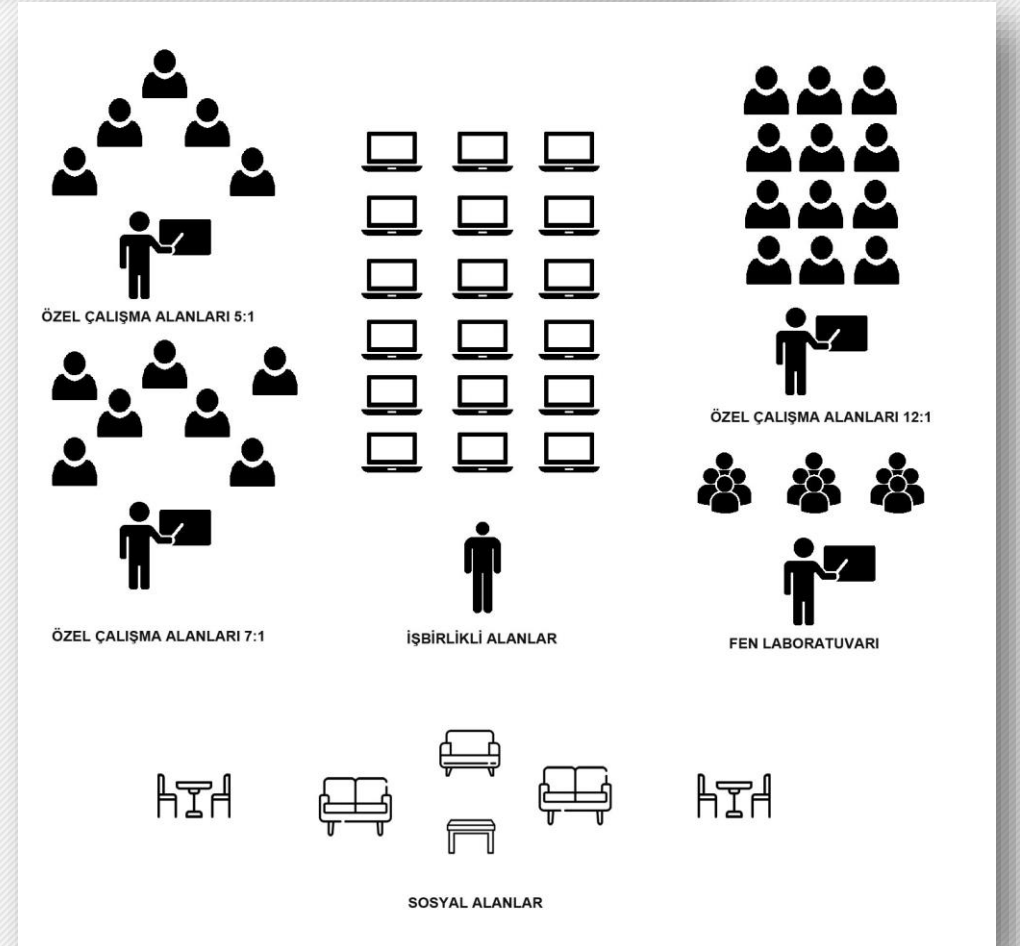 ÖZEL ÇALIŞMA ALANLARI 5:1
ÖZEL ÇALIŞMA ALANLARI 7:1
İŞBİRLİKLİ ALANLAR
ÖZEL ÇALIŞMA ALANLARI 12:1
FEN LABORATUVARI
SOSYAL ALANLAR